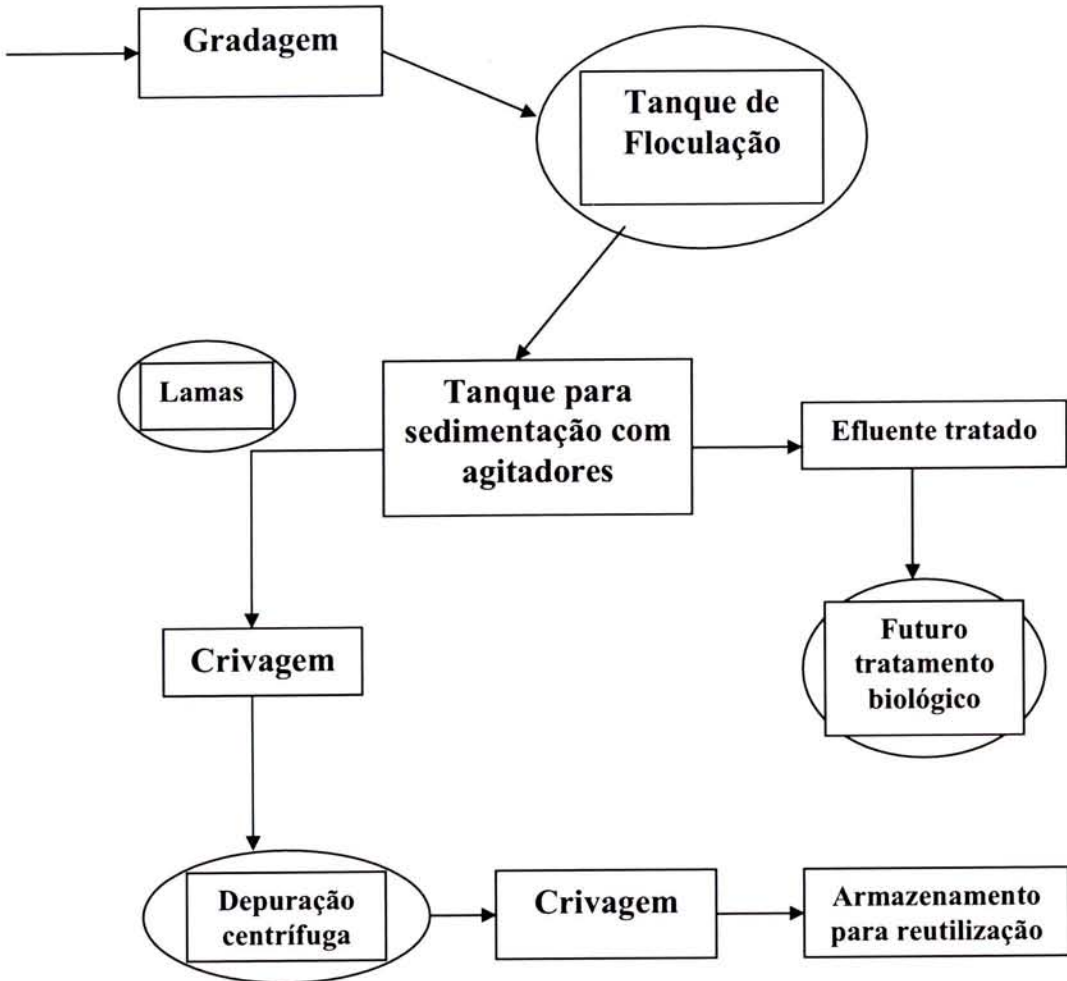 Gradagem
Tanque de
Floculação
Lamas
Tanque para
sedimentação com
agitadores
Efluente tratado
Crivagem
Futuro
tratamento
biológico
Depuração
centrífuga
Crivagem
Armazenamento
para reutilização